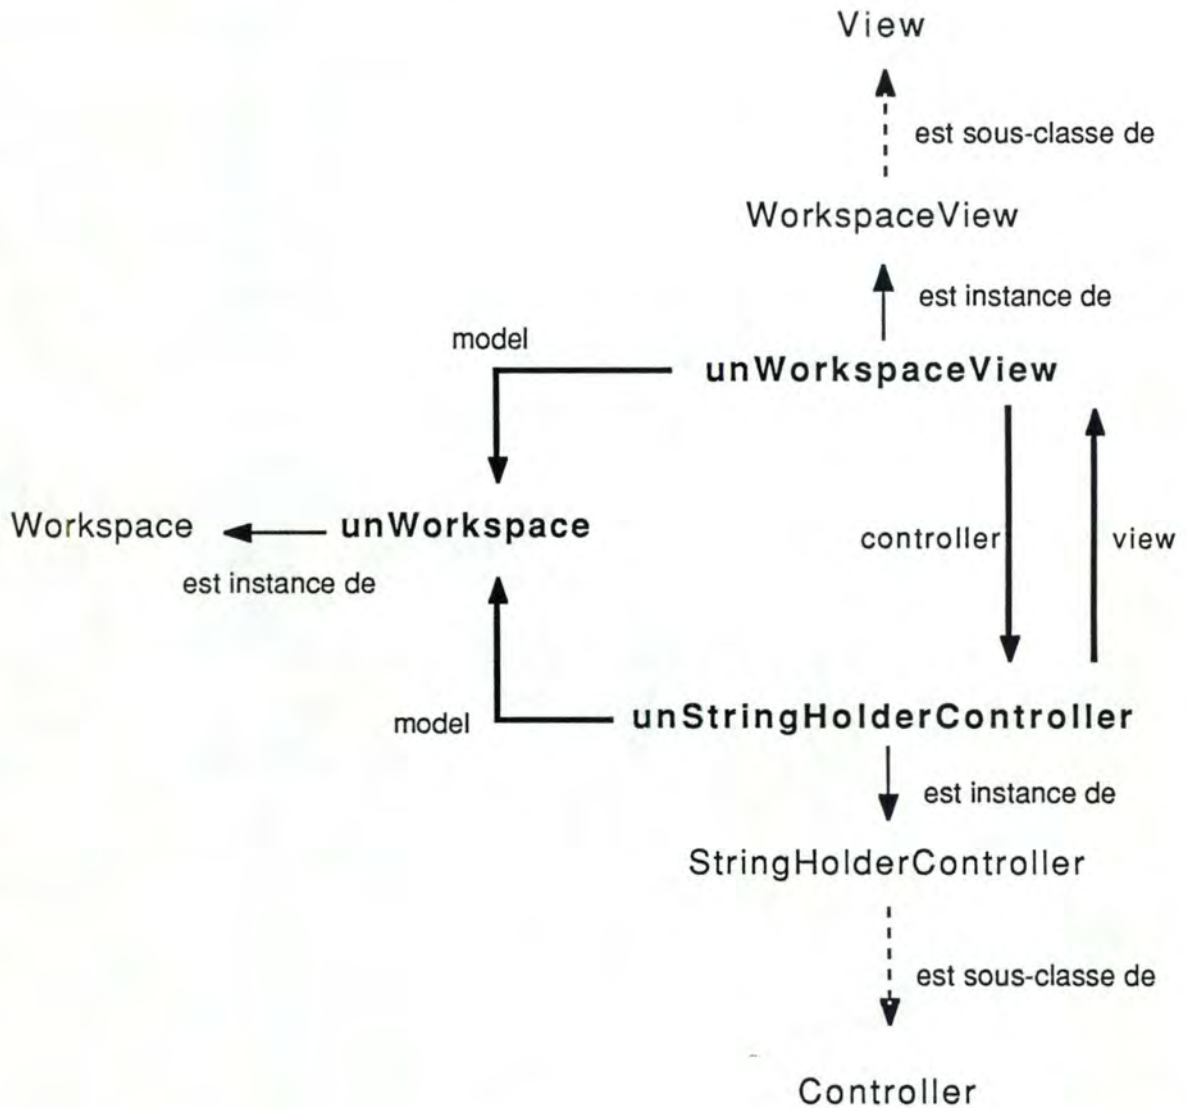 View
est sous-classe de
WorkspaceView
est instance de
model
unWorkspaceView
Workspace
unWorkspace
controller
view
est instance de
model
unStringHolderController
est instance de
StringHolderController
est sous-classe de
Controller